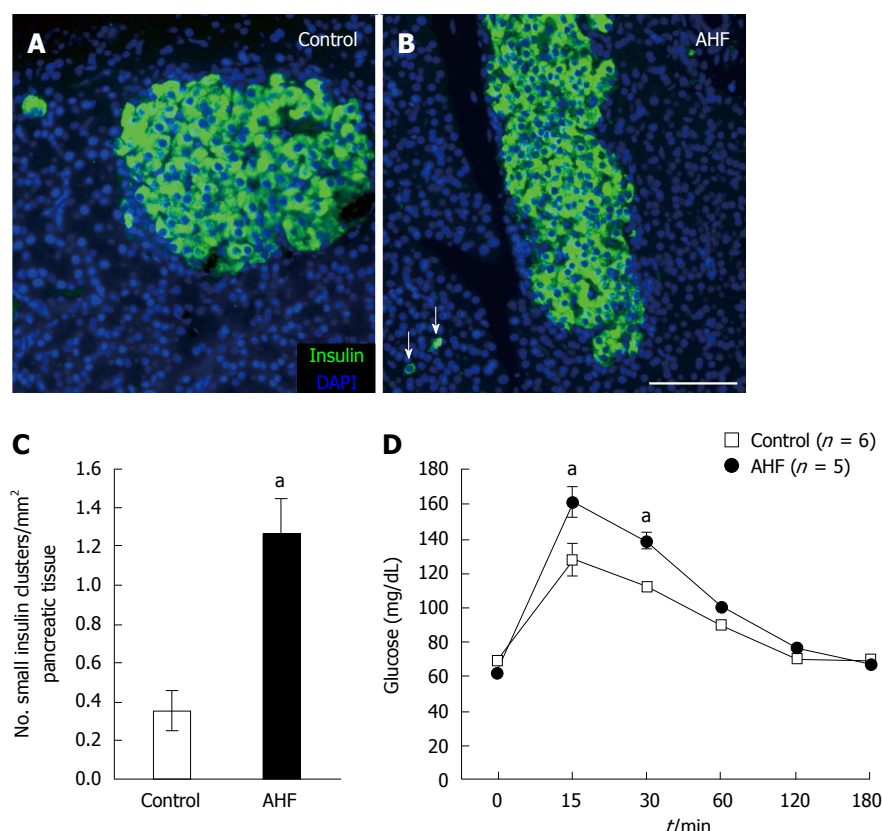 A
Control
Insulin
DAPI
B
AHF
C
No. small insulin clusters/mm²
pancreatic tissue
1.6
1.4
1.2
1.0
0.8
0.6
0.4
0.2
0.0
a
Control
AHF
D
Control (n = 6)
AHF (n = 5)
Glucose (mg/dL)
180
160
140
120
100
80
60
40
20
0
a
a
0
15
30
60
120
180
t/min